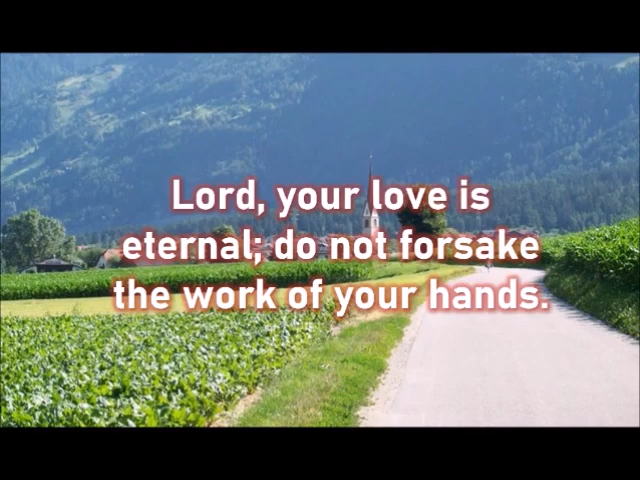 Lord, your love is
eternal; do not forsake
the work of your hands.